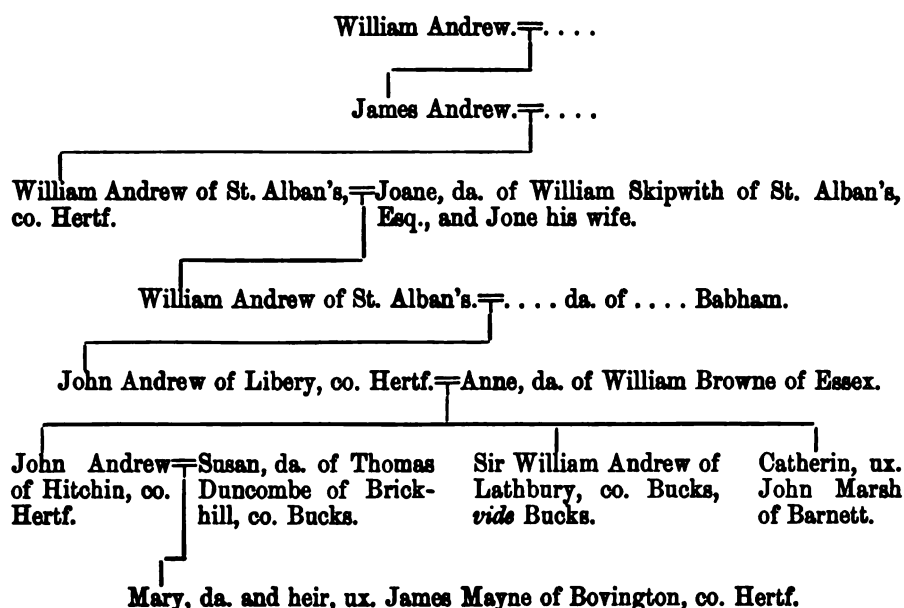 William Andrew.=. . . .
James Andrew.=. . . .
William Andrew of St. Alban's,=Joane, da. of William Skipwith of St. Alban's,
co. Hertf.
Esq., and Jone his wife.
William Andrew of St. Alban's.=. . . . da. of . . . . Babham.
John Andrew of Libery, co. Hertf.=Anne, da. of William Browne of Essex.
John Andrew=
of Hitchin, co.
Hertf.
Susan, da. of Thomas
Duncombe of Brick-
hill, co. Bucks.
Sir William Andrew of
Lathbury, co. Bucks,
vide Bucks.
Catherin, ux.
John Marsh
of Barnett.
Mary, da. and heir, ux. James Mayne of Bovington, co. Hertf.